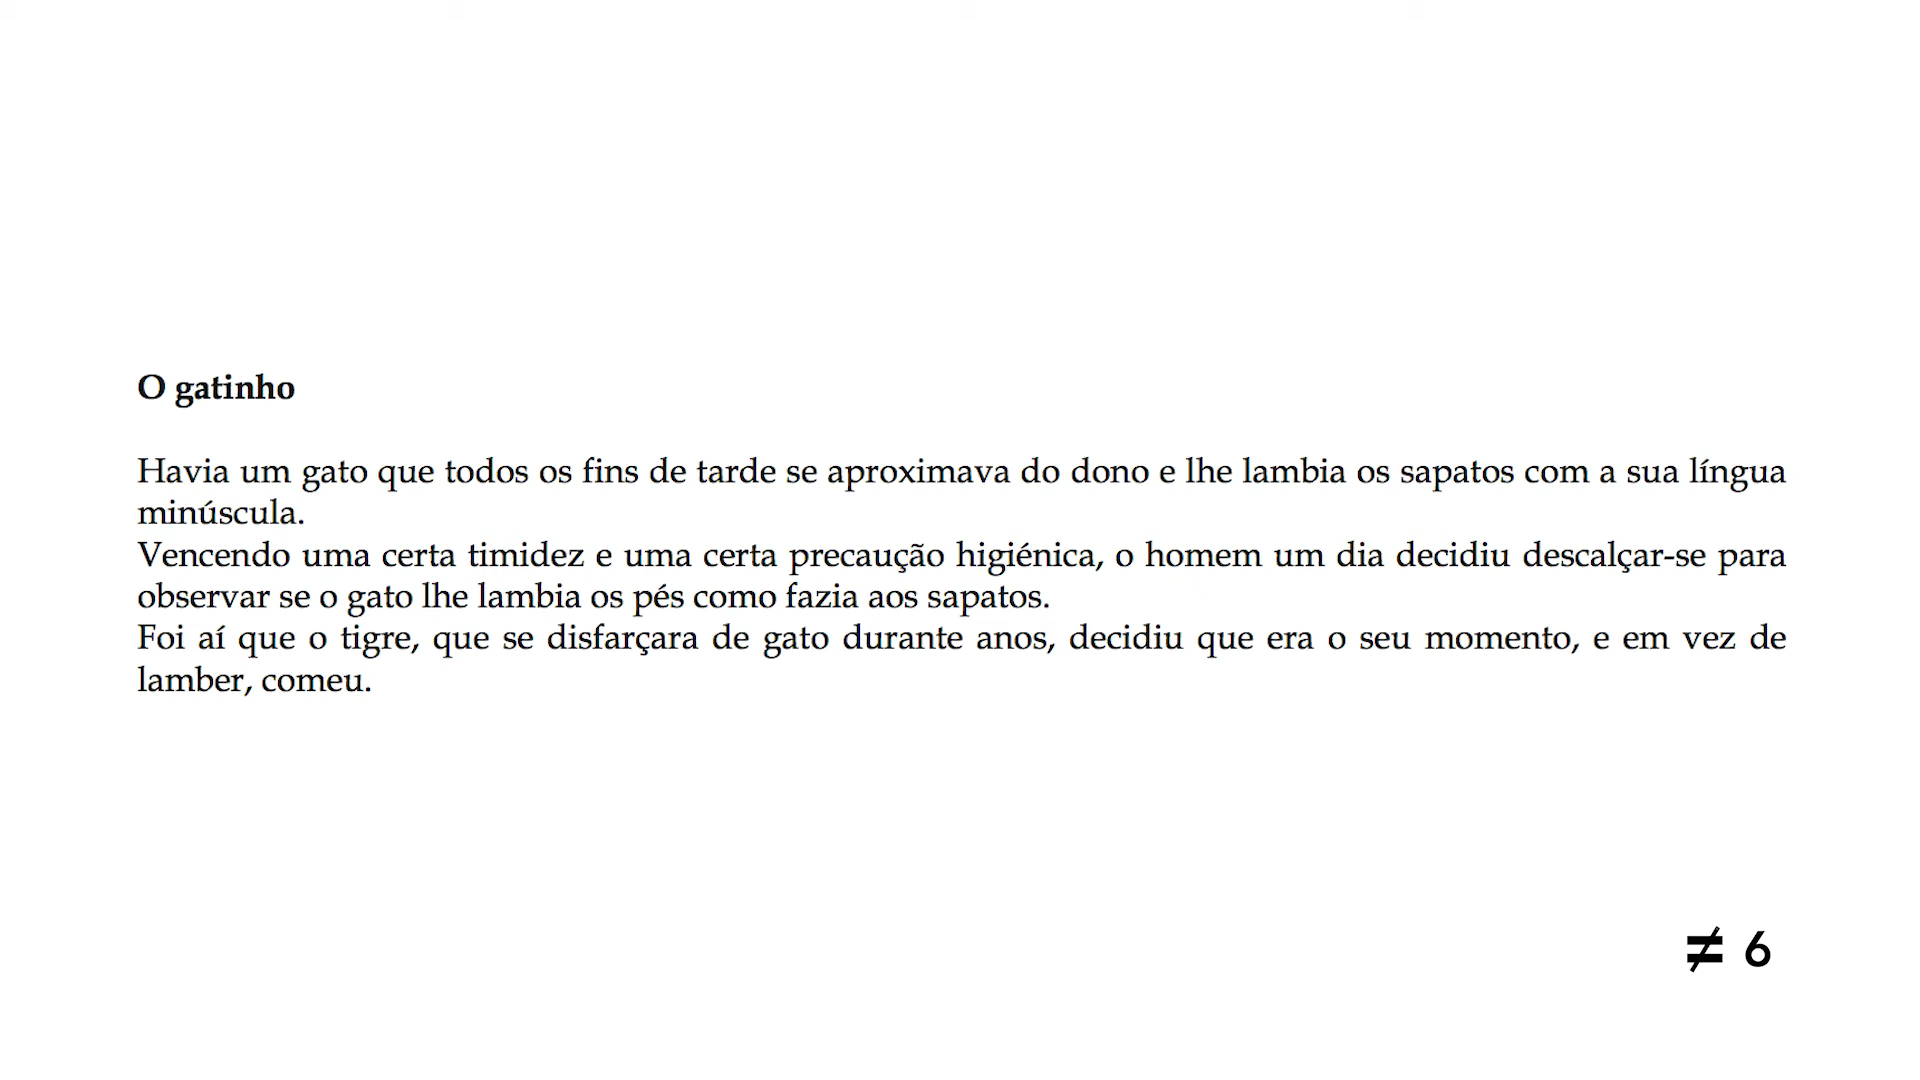 O gatinho
Havia um gato que todos os fins de tarde se aproximava do dono e lhe lambia os sapatos com a sua língua
minúscula.
Vencendo uma certa timidez e uma certa precaução higiénica, o homem um dia decidiu descalçar-se para
observar se o gato lhe lambia os pés como fazia aos sapatos.
Foi aí que o tigre, que se disfarçara de gato durante anos, decidiu que era o seu momento, e em vez de
lamber, comeu.
≠ 6